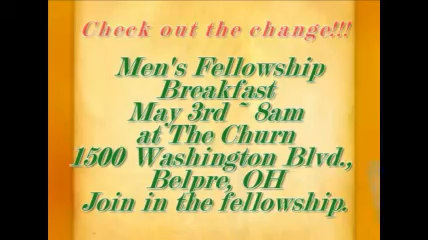 Check out the change!!!
Men's Fellowship
Breakfast
May 3rd ~ 8am
at The Churn
1500 Washington Blvd.,
Belpre, OH
Join in the fellowship.